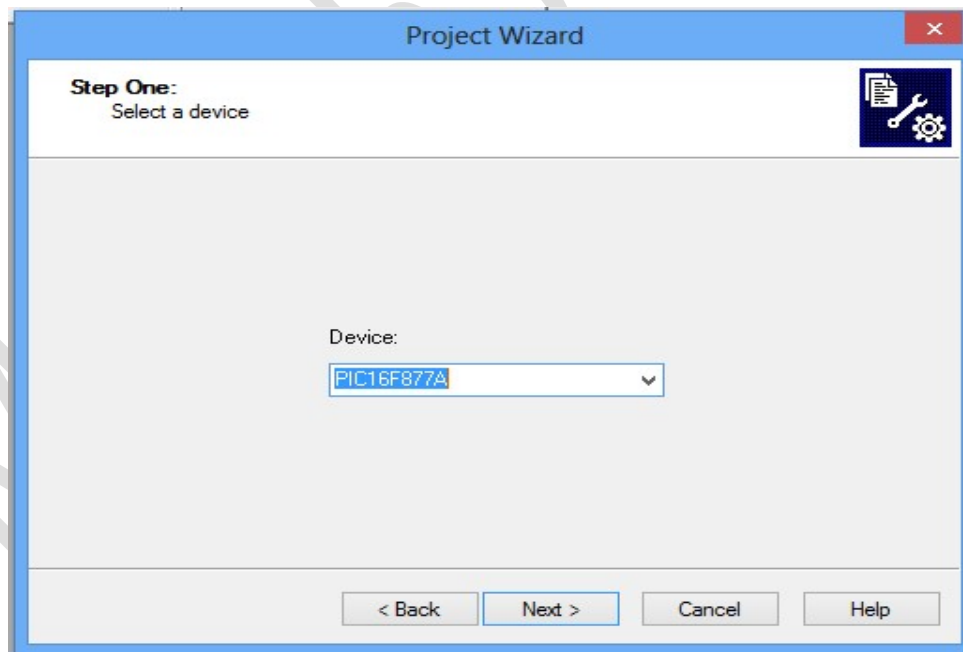 Project Wizard
Step One:
Select a device
Device:
PIC16F877A
< Back Next > Cancel Help